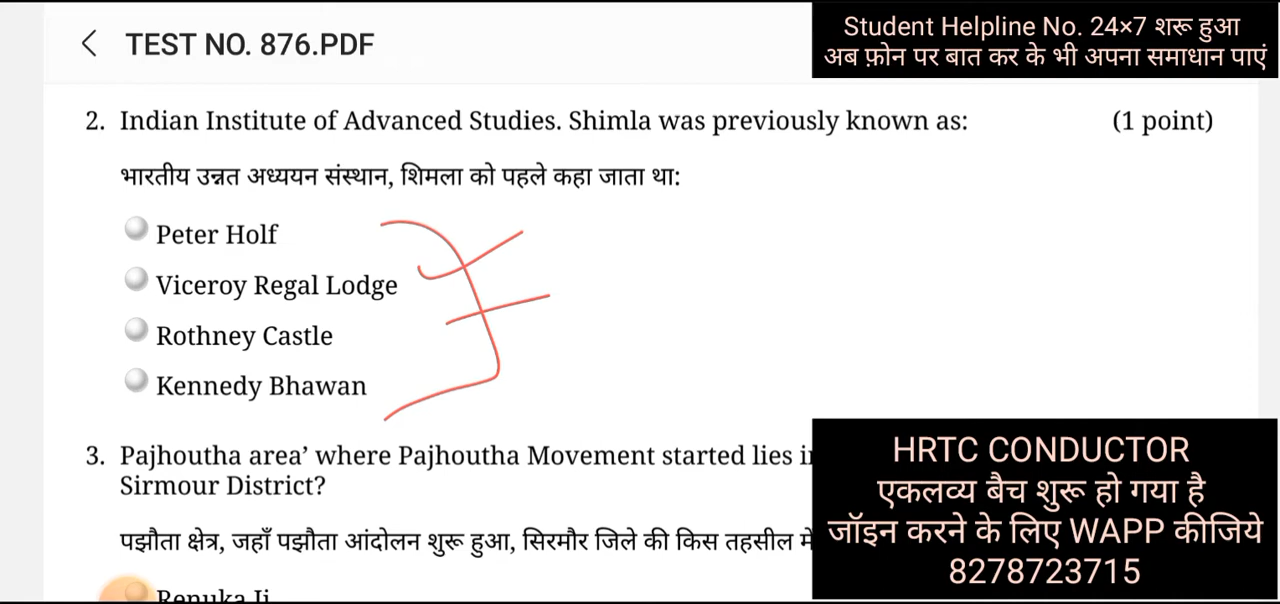 TEST NO. 876.PDF
Student Helpline No. 24×7 शरू हुआ
अब फ़ोन पर बात कर के भी अपना समाधान पाएं
2. Indian Institute of Advanced Studies. Shimla was previously known as: (1 point)
भारतीय उन्नत अध्ययन संस्थान, शिमला को पहले कहा जाता था:
Peter Holf
Viceroy Regal Lodge
Rothney Castle
Kennedy Bhawan
3. Pajhoutha area’ where Pajhoutha Movement started lies
Sirmour District?
पझौता क्षेत्र, जहाँ पझौता आंदोलन शुरू हुआ, सिरमौर जिले की किस तहसील में
Renuka Ji
HRTC CONDUCTOR
एकलव्य बैच शुरू हो गया है
जॉइन करने के लिए WAPP कीजिये
8278723715